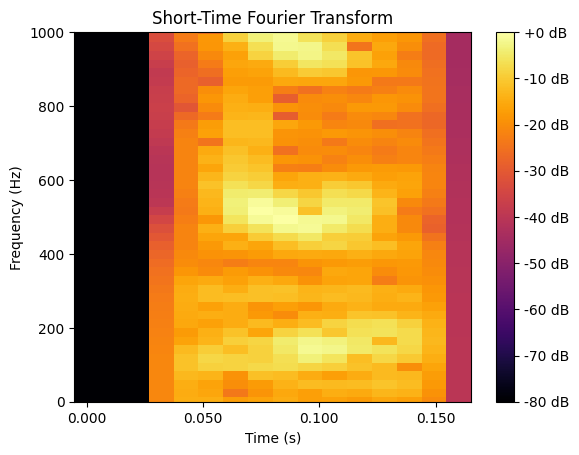 Short-Time Fourier Transform
1000
800
600
400
200
0
Frequency (Hz)
0.000
0.050
0.100
0.150
Time (s)
+0 dB
-10 dB
-20 dB
-30 dB
-40 dB
-50 dB
-60 dB
-70 dB
-80 dB